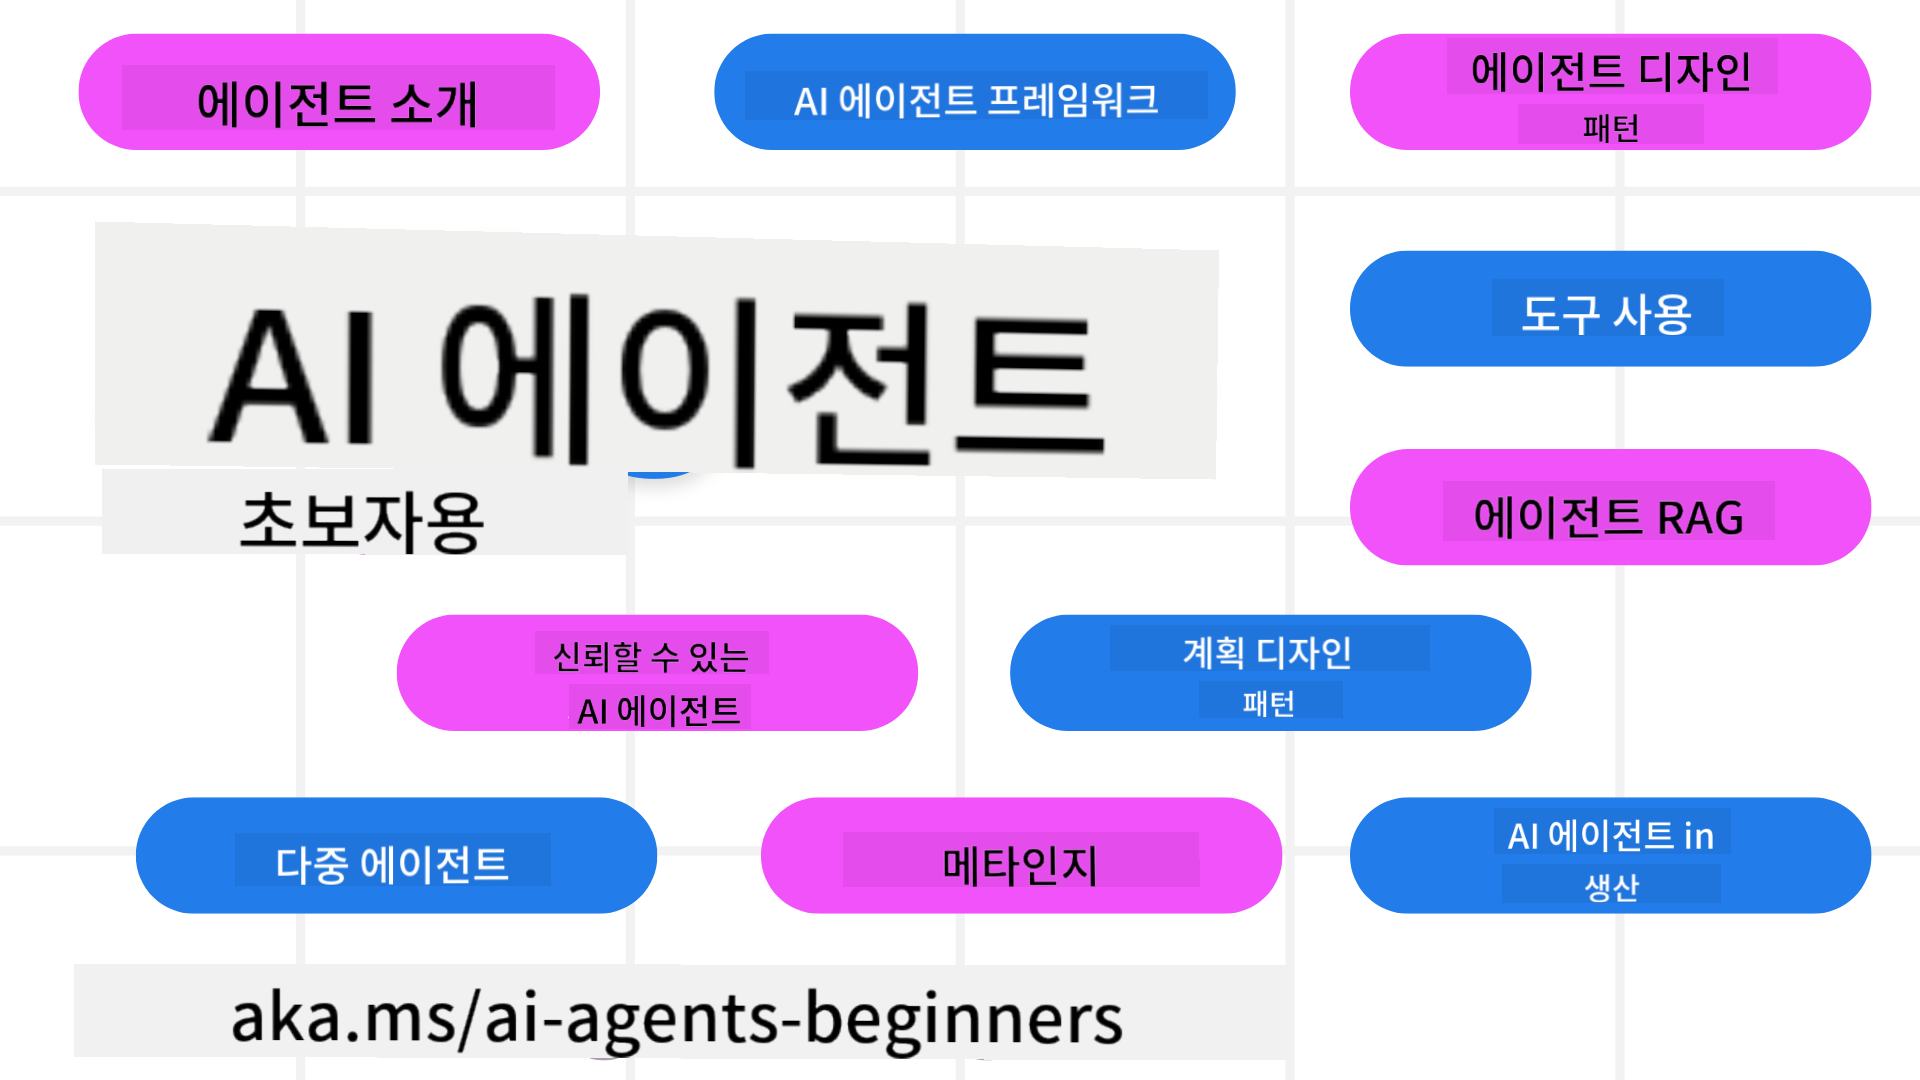 에이전트 소개
AI 에이전트 프레임워크
에이전트 디자인
패턴
AI 에이전트
초보자용
도구 사용
에이전트 RAG
신뢰할 수 있는
AI 에이전트
계획 디자인
패턴
다중 에이전트
메타인지
AI 에이전트 in
생산
aka.ms/ai-agents-beginners